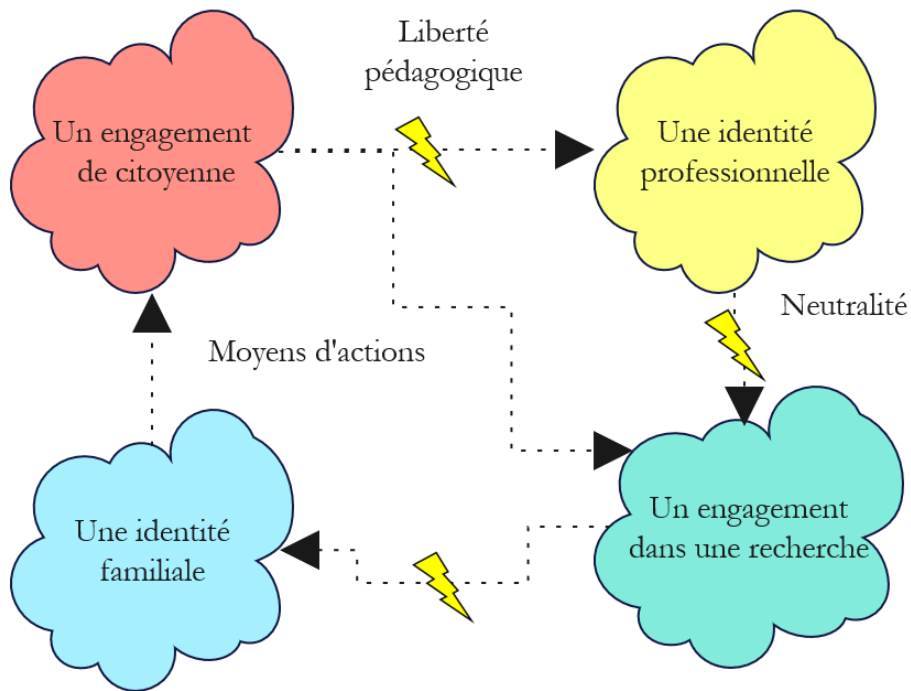 Liberté
pédagogique
Un engagement
de citoyenne
Une identité
professionnelle
Neutralité
Moyens d'actions
Une identité
familiale
Un engagement
dans une recherche